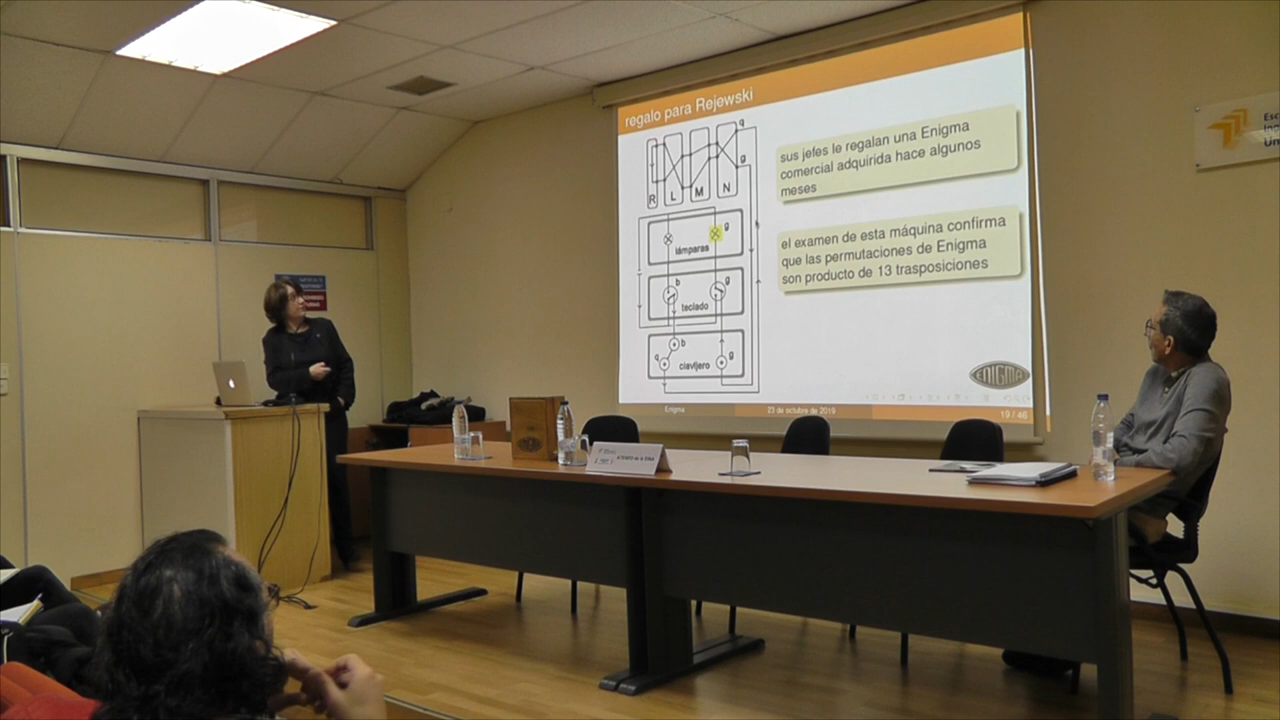 regalo para Rejewski
q
g
R L M N
g
lámparas
b
g
teclado
b
q
g
clavijero
sus jefes le regalan una Enigma
comercial adquirida hace algunos
meses
el examen de esta máquina confirma
que las permutaciones de Enigma
son producto de 13 trasposiciones
ENIGMA
Enigma
23 de octubre de 2019
19 / 46